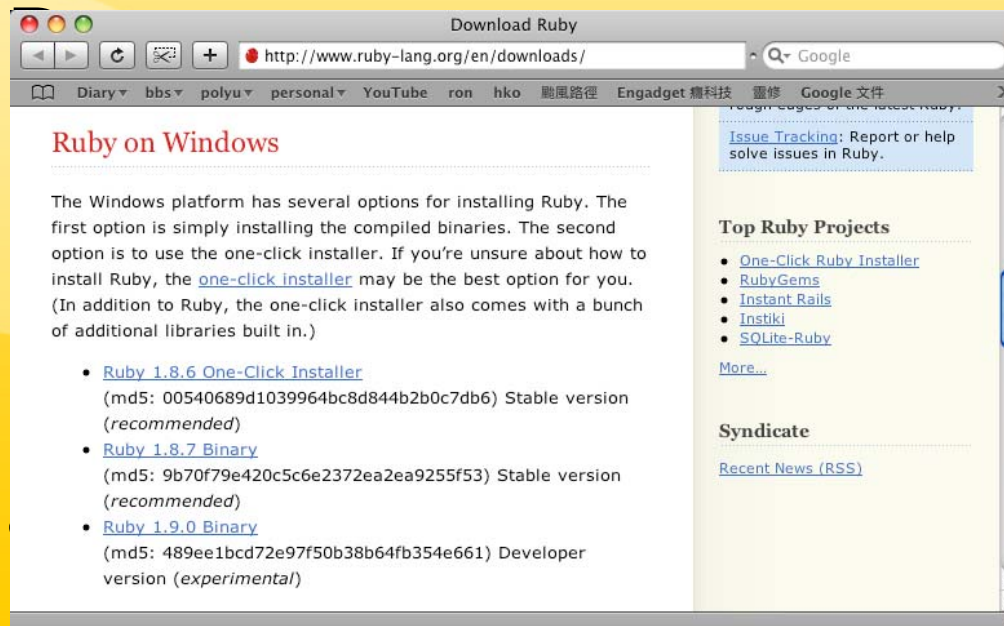 Download Ruby
http://www.ruby-lang.org/en/downloads/
Google
Diary bbs polyu personal YouTube ron hko 颱風路徑 Engadget 癮科技 靈修 Google 文件
Ruby on Windows
The Windows platform has several options for installing Ruby. The
first option is simply installing the compiled binaries. The second
option is to use the one-click installer. If you're unsure about how to
install Ruby, the one-click installer may be the best option for you.
(In addition to Ruby, the one-click installer also comes with a bunch
of additional libraries built in.)
Ruby 1.8.6 One-Click Installer
(md5: 00540689d1039964bc8d844b2b0c7db6) Stable version
(recommended)
Ruby 1.8.7 Binary
(md5: 9b70f79e420c5c6e2372ea2ea9255f53) Stable version
(recommended)
Ruby 1.9.0 Binary
(md5: 489ee1bcd72e97f50b38b64fb354e661) Developer
version (experimental)
rough edges of the latest Ruby.
Issue Tracking: Report or help
solve issues in Ruby.
Top Ruby Projects
One-Click Ruby Installer
RubyGems
Instant Rails
Instiki
SQLite-Ruby
More...
Syndicate
Recent News (RSS)